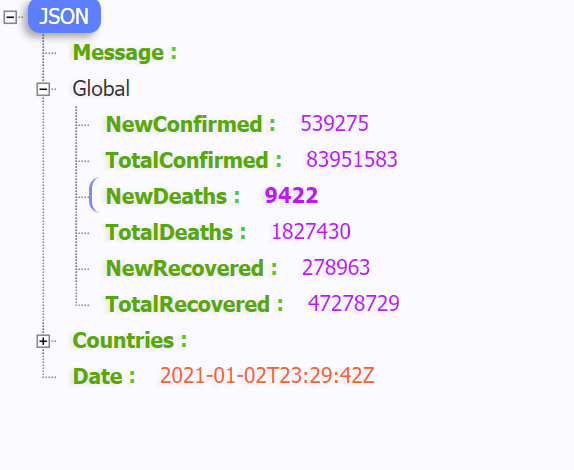 JSON
Message :
Global
NewConfirmed : 539275
TotalConfirmed : 83951583
NewDeaths : 9422
TotalDeaths : 1827430
NewRecovered : 278963
TotalRecovered : 47278729
Countries :
Date : 2021-01-02T23:29:42Z